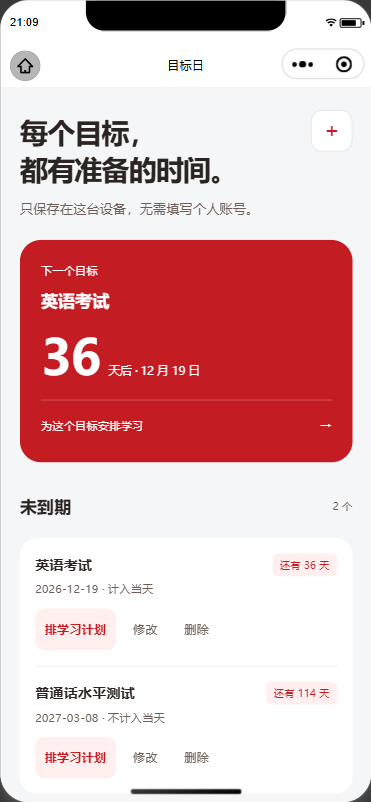 21:09
目标日
每个目标，
都有准备的时间。
+
只保存在这台设备，无需填写个人账号。
下一个目标
英语考试
36 天后 · 12 月 19 日
为这个目标安排学习 →
未到期 2 个
英语考试 还有 36 天
2026-12-19 · 计入当天
排学习计划 修改 删除
普通话水平测试 还有 114 天
2027-03-08 · 不计入当天
排学习计划 修改 删除